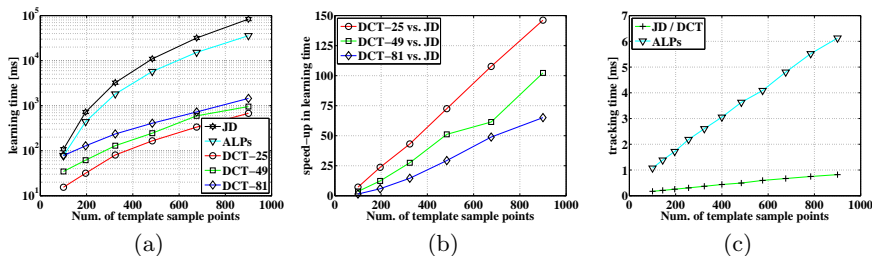 learning time [ms]
10^5
10^4
10^3
10^2
10^1
0 200 400 600 800 1000
Num. of template sample points
JD
ALPs
DCT−25
DCT−49
DCT−81
(a)
speed−up in learning time
150
125
100
75
50
25
0
0 200 400 600 800 1000
Num. of template sample points
DCT−25 vs. JD
DCT−49 vs. JD
DCT−81 vs. JD
(b)
tracking time [ms]
7
6
5
4
3
2
1
0
0 200 400 600 800 1000
Num. of template sample points
JD / DCT
ALPs
(c)